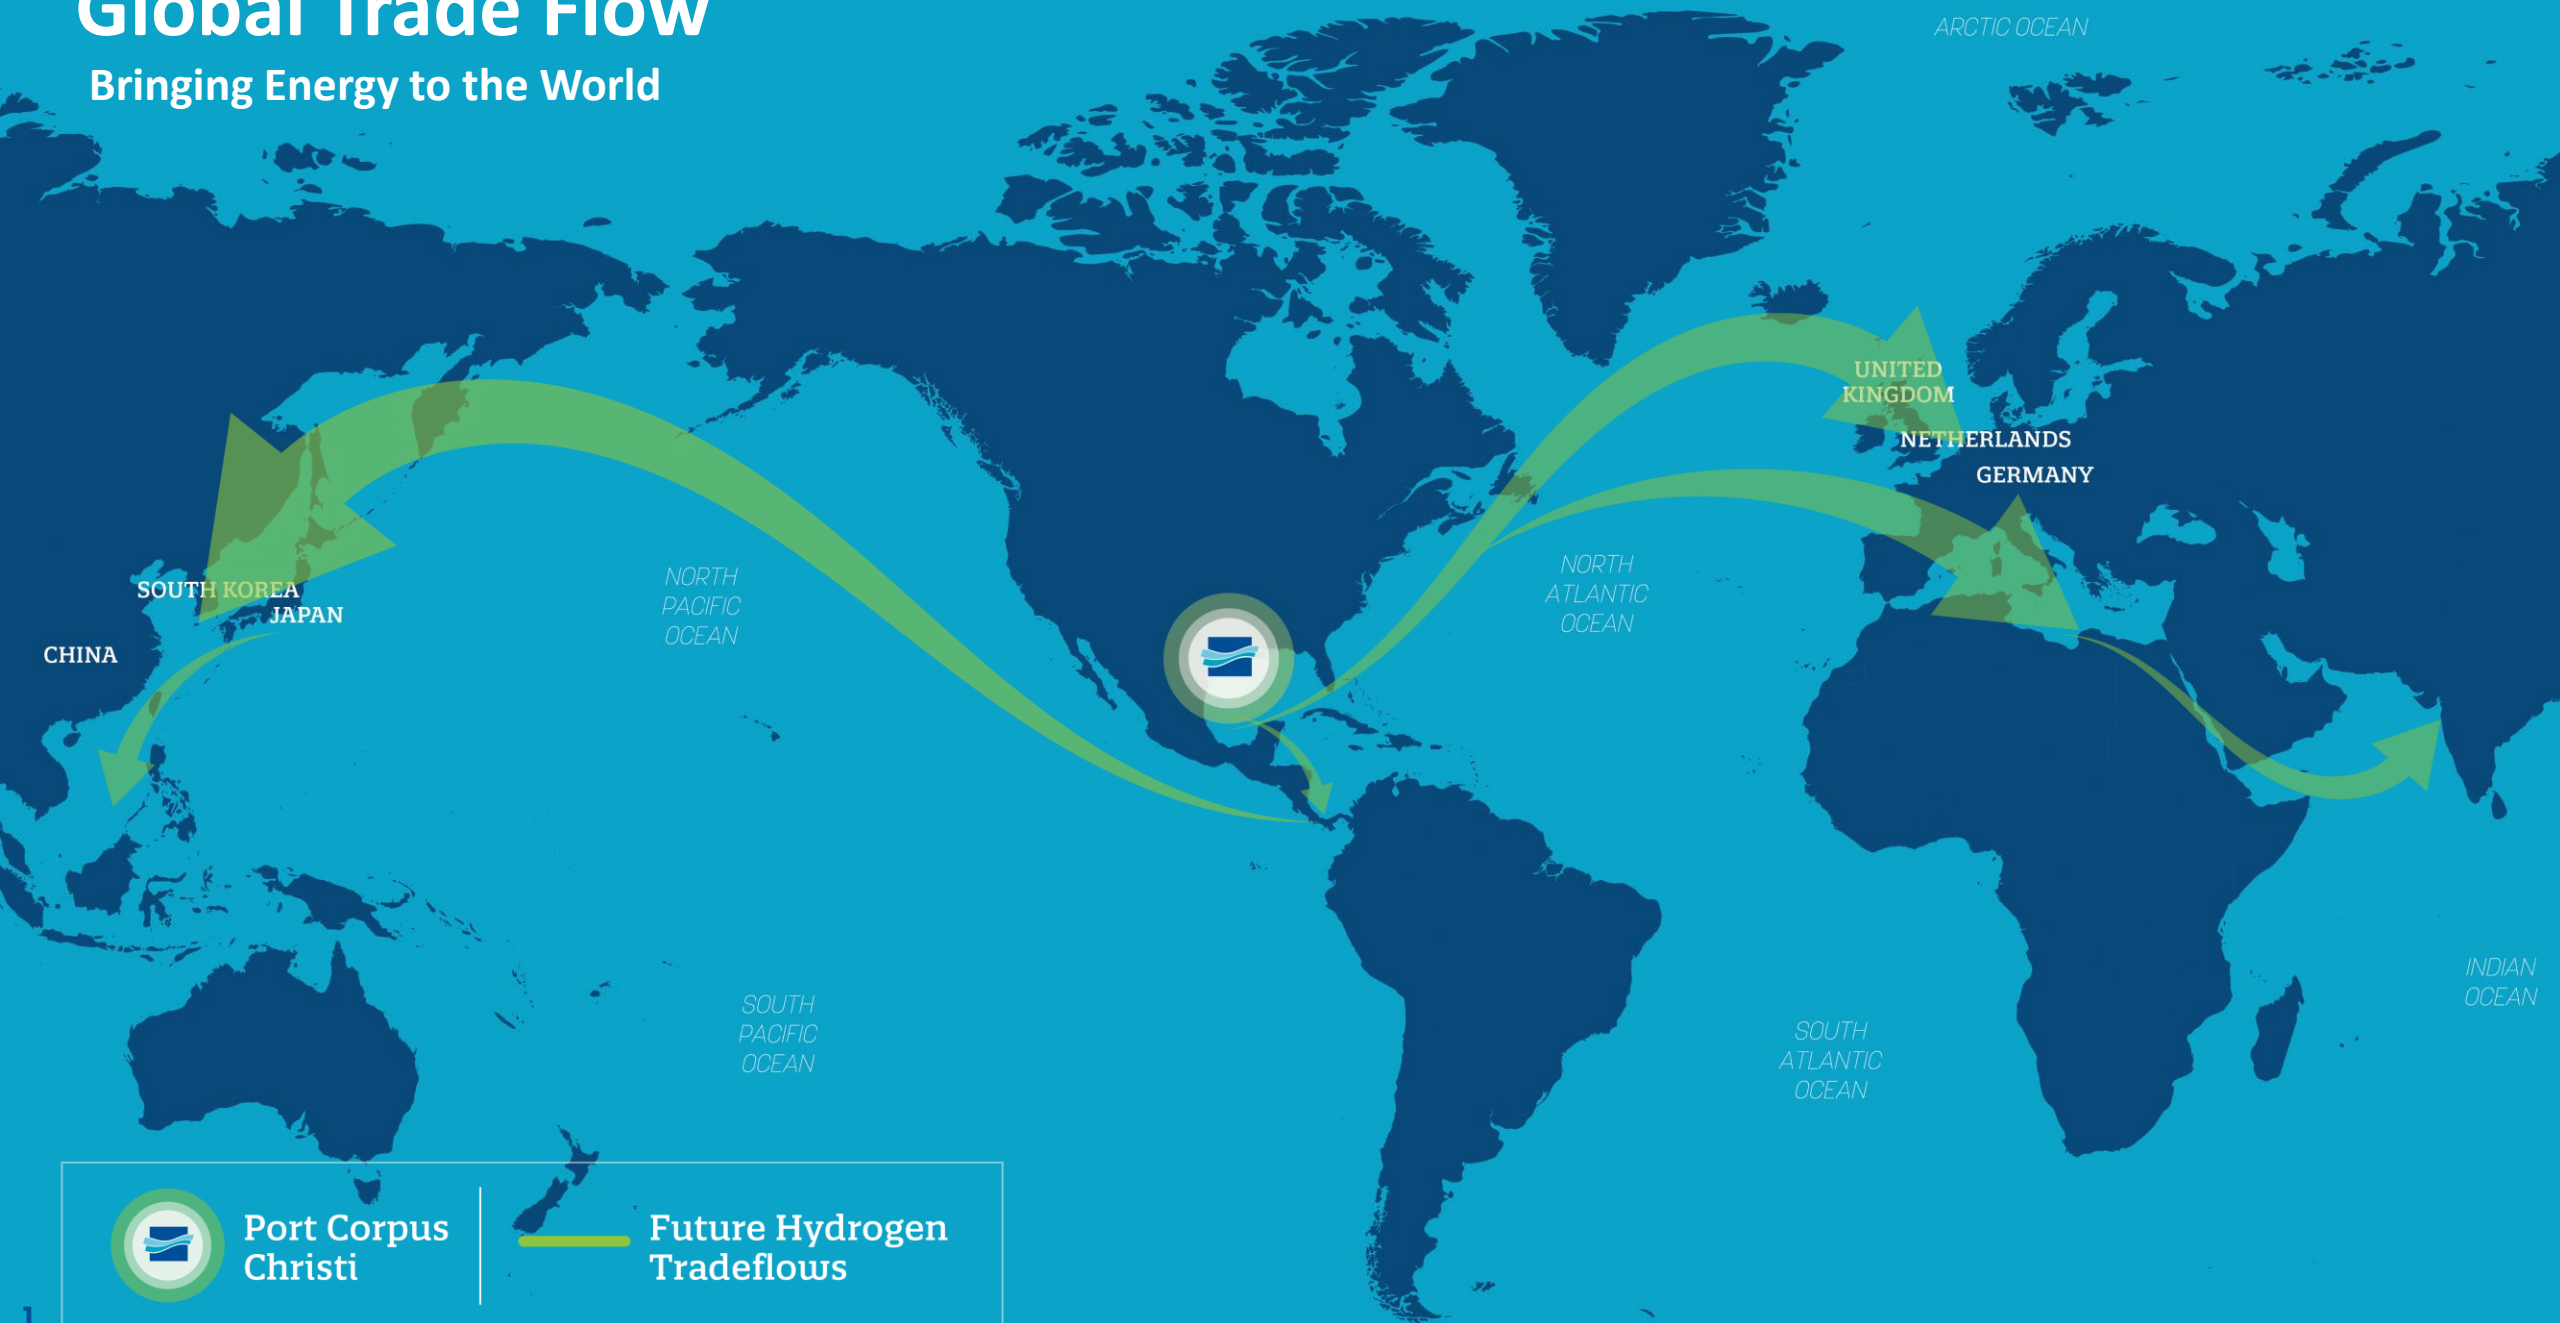 Global Trade Flow
Bringing Energy to the World
ARCTIC OCEAN
UNITED
KINGDOM
NETHERLANDS
GERMANY
NORTH
PACIFIC
OCEAN
NORTH
ATLANTIC
OCEAN
SOUTH KOREA
JAPAN
CHINA
SOUTH
PACIFIC
OCEAN
SOUTH
ATLANTIC
OCEAN
INDIAN
OCEAN
Port Corpus
Christi
Future Hydrogen
Tradeflows
1